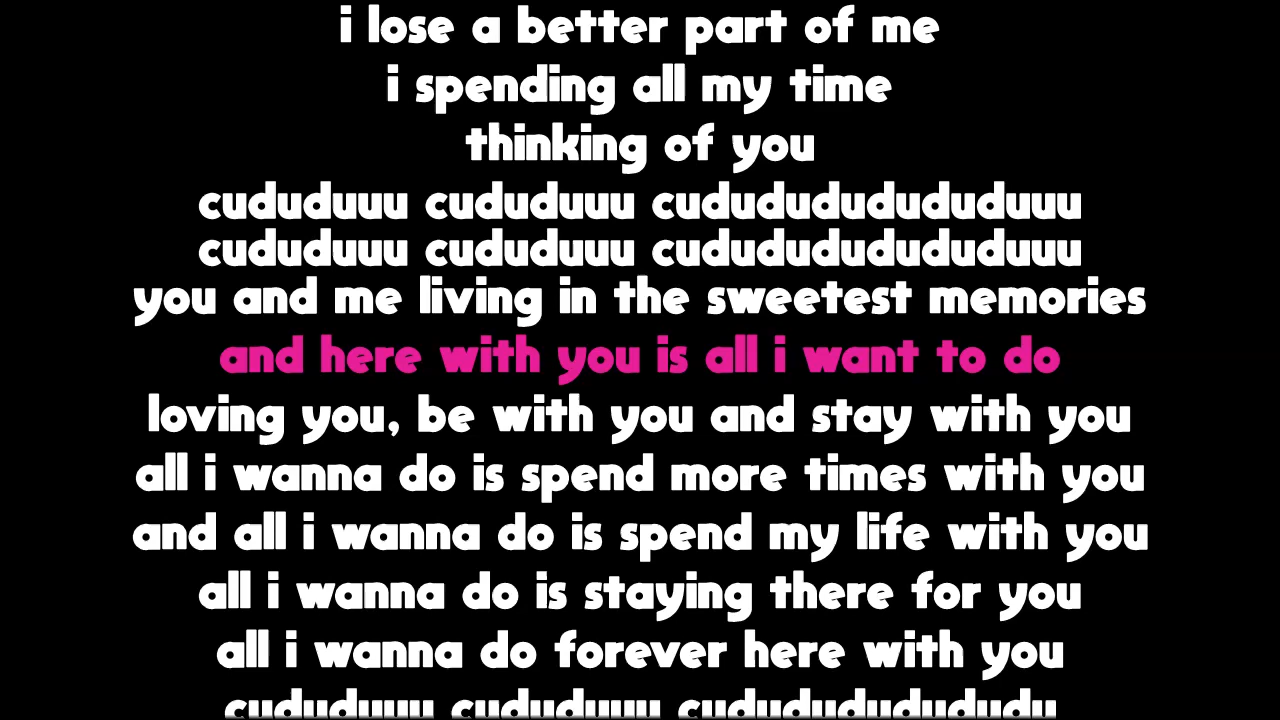 i lose a better part of me
i spending all my time
thinking of you
cududuuu cududuuu cududududududuuu
cududuuu cududuuu cududududududuuu
you and me living in the sweetest memories
and here with you is all i want to do
loving you, be with you and stay with you
all i wanna do is spend more times with you
and all i wanna do is spend my life with you
all i wanna do is staying there for you
all i wanna do forever here with you
cududuuu cududuuu cudududududududu